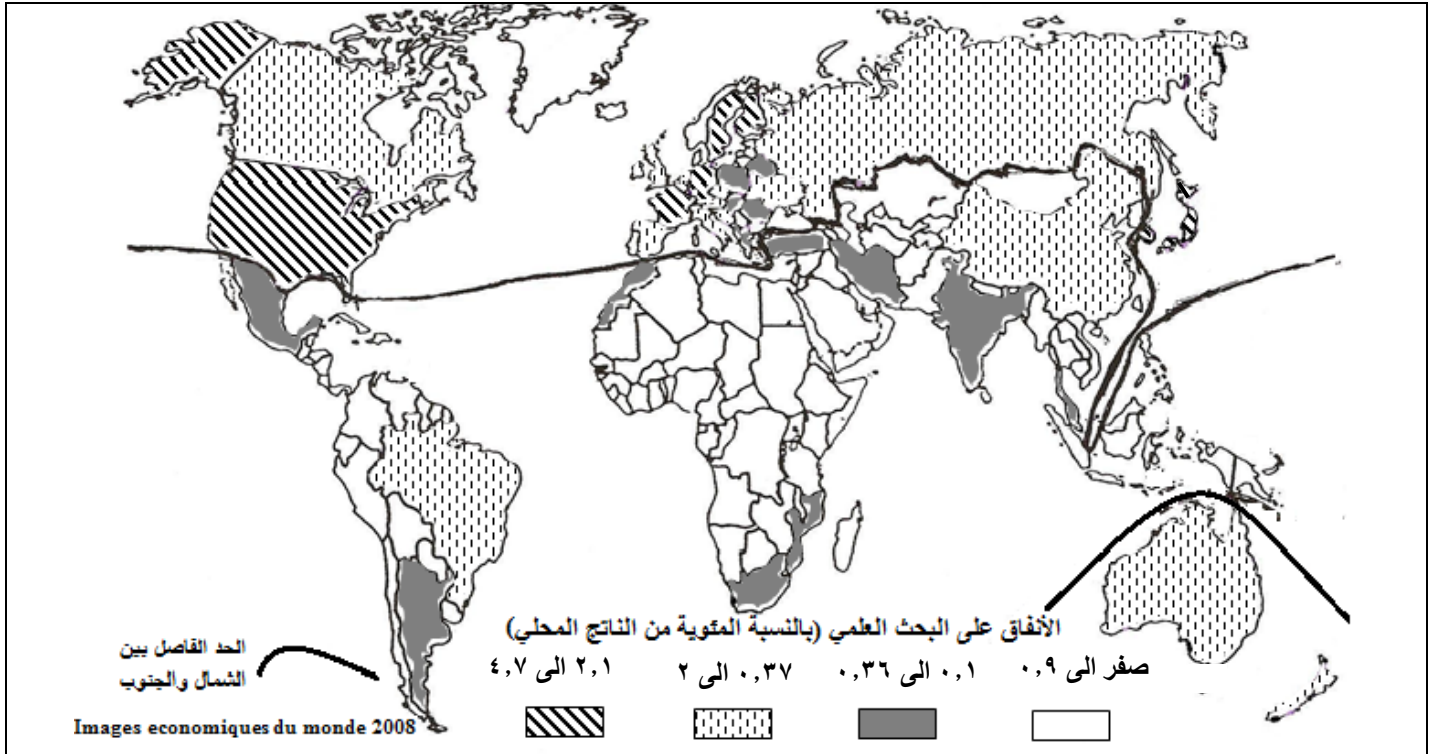 الأنفاق على البحث العلمي (بالنسبة المئوية من الناتج المحلي)
صفر الى ٠,٩
٠,١ الى ٠,٣٦
٠,٣٧ الى ٢
٢,١ الى ٤,٧
الحد الفاصل بين
الشمال والجنوب
Images economiques du monde 2008